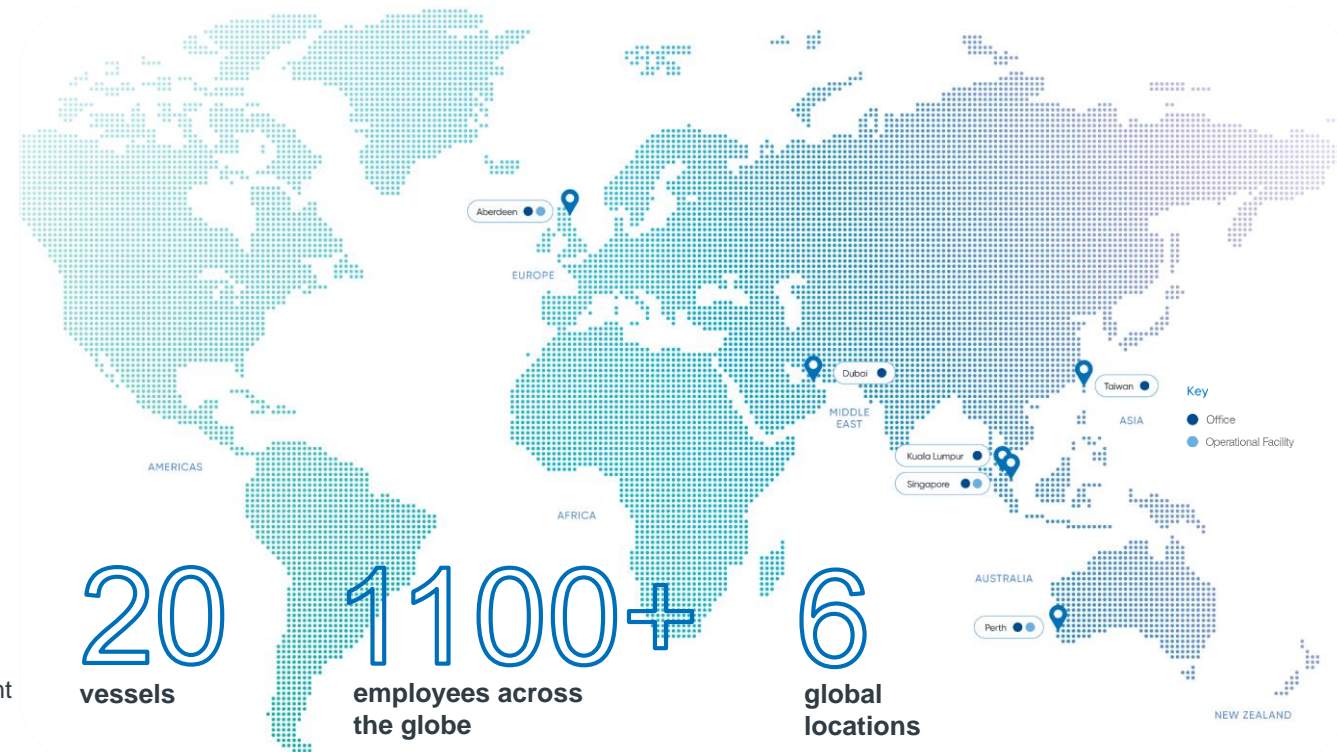 Aberdeen
EUROPE
Dubai
MIDDLE
EAST
Taiwan
ASIA
Key
Office
Operational Facility
Kuala Lumpur
Singapore
AMERICAS
AFRICA
AUSTRALIA
Perth
NEW ZEALAND
20
vessels
1100+
employees across
the globe
6
global
locations